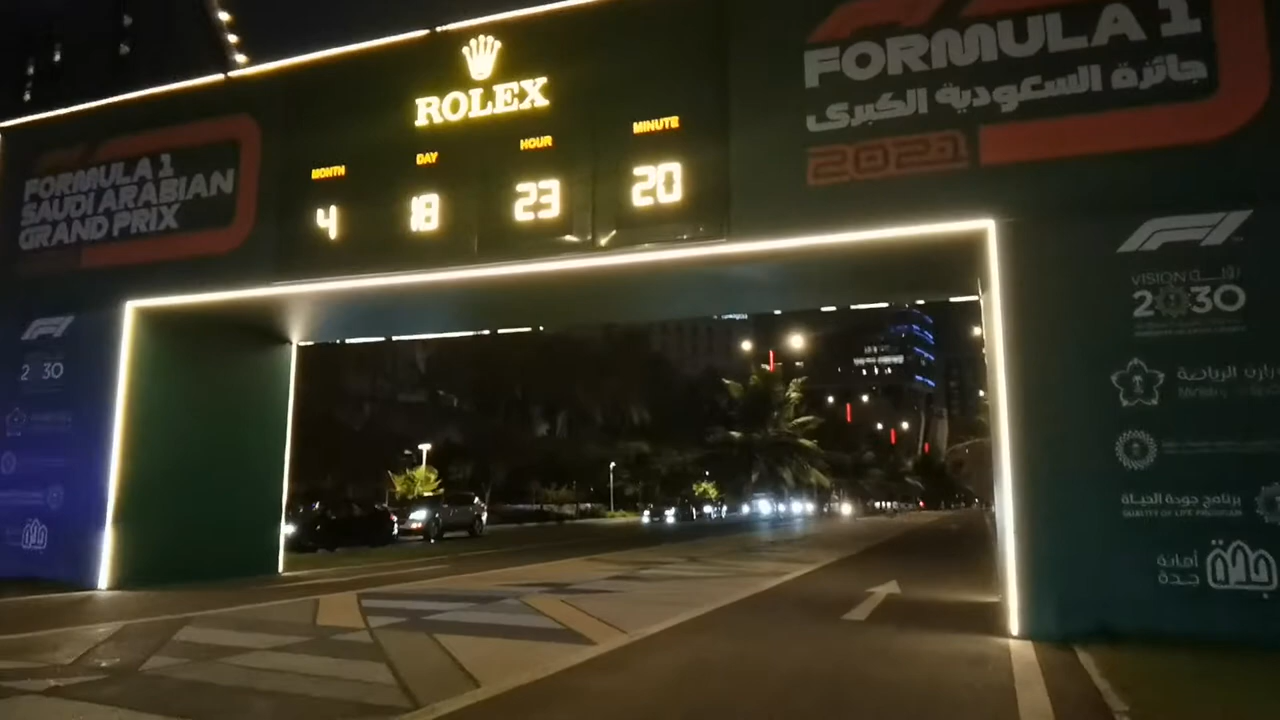 ROLEX
MONTH DAY HOUR MINUTE
4 18 23 20
FORMULA 1
SAUDI ARABIAN
GRAND PRIX
FORMULA 1
جائزة السعودية الكبرى
2021
F1
2 30
F1
VISION رؤية
2030
وزارة الرياضة
برنامج جودة الحياة
QUALITY OF LIFE PROGRAM
أمانة
جدة
جدة